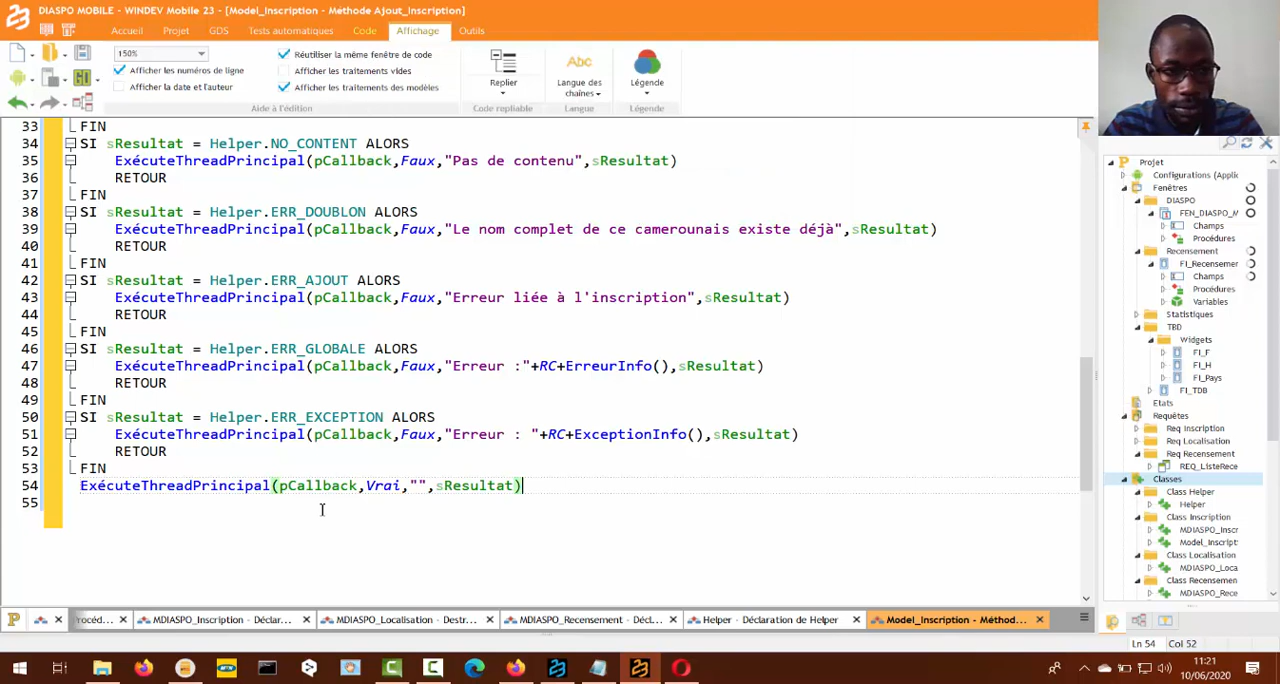 DIASPO MOBILE - WINDEV Mobile 23 - [Model_Inscription - Méthode Ajout_Inscription]
Accueil Projet GDS Tests automatiques Code Affichage Outils
150%
Réutiliser la même fenêtre de code
Afficher les numéros de ligne
Afficher les traitements vides
Afficher la date et l'auteur
Afficher les traitements des modèles
Aide à l'édition
Replier
Code repliable
Abc
Langue des chaînes
Langue
Légende
Légende
33 FIN
34 SI sResultat = Helper.NO_CONTENT ALORS
35 ExécuteThreadPrincipal(pCallback,Faux,"Pas de contenu",sResultat)
36 RETOUR
37 FIN
38 SI sResultat = Helper.ERR_DOUBLON ALORS
39 ExécuteThreadPrincipal(pCallback,Faux,"Le nom complet de ce camerounais existe déjà",sResultat)
40 RETOUR
41 FIN
42 SI sResultat = Helper.ERR_AJOUT ALORS
43 ExécuteThreadPrincipal(pCallback,Faux,"Erreur liée à l'inscription",sResultat)
44 RETOUR
45 FIN
46 SI sResultat = Helper.ERR_GLOBALE ALORS
47 ExécuteThreadPrincipal(pCallback,Faux,"Erreur :"+RC+ErreurInfo(),sResultat)
48 RETOUR
49 FIN
50 SI sResultat = Helper.ERR_EXCEPTION ALORS
51 ExécuteThreadPrincipal(pCallback,Faux,"Erreur : "+RC+ExceptionInfo(),sResultat)
52 RETOUR
53 FIN
54 ExécuteThreadPrincipal(pCallback,Vrai,"",sResultat)
55
Projet
Configurations (Applic
Fenêtres
DIASPO
FEN_DIASPO_M
Champs
Procédures
Recensement
FI_Recensemer
Champs
Procédures
Variables
Statistiques
TBD
Widgets
FI_F
FI_H
FI_Pays
FI_TDB
Etats
Requêtes
Req Inscription
Req Localisation
Req Recensement
REQ_ListeRece
Classes
Class Helper
Helper
Class Inscription
MDIASPO_Inscr
Model_Inscript
Class Localisation
MDIASPO_Loca
Class Recensement
MDIASPO_Rece
rocéd... MDIASPO_Inscription - Déclar... MDIASPO_Localisation - Destr... MDIASPO_Recensement - Décl... Helper - Déclaration de Helper Model_Inscription - Méthod...
Ln 54 Col 52
11:21
10/06/2020